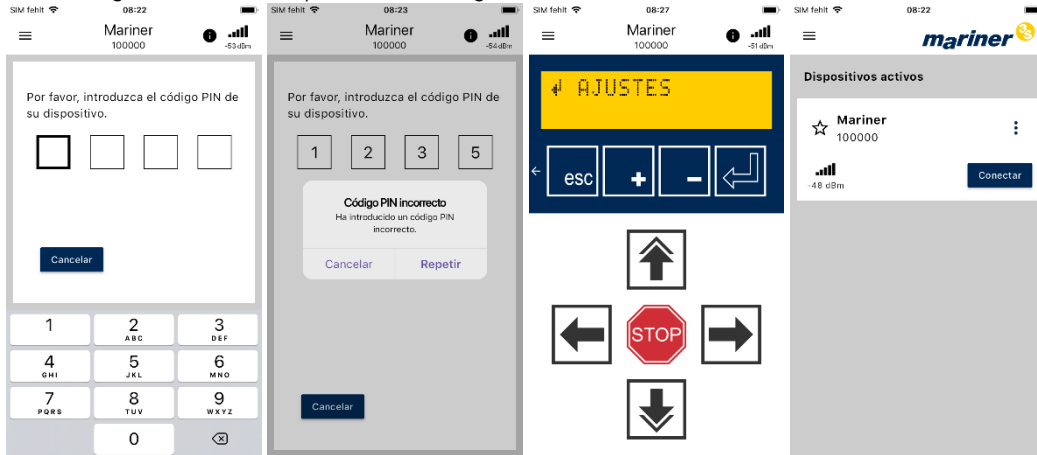 SIM fehlt 08:22
Mariner
100000
-53 dBm
Por favor, introduzca el código PIN de
su dispositivo.
Cancelar
1 2 3
ABC DEF
4 5 6
GHI JKL MNO
7 8 9
PQRS TUV WXYZ
0
SIM fehlt 08:23
Mariner
100000
-54 dBm
Por favor, introduzca el código PIN de
su dispositivo.
1 2 3 5
Código PIN incorrecto
Ha introducido un código PIN
incorrecto.
Cancelar Repetir
Cancelar
SIM fehlt 08:27
Mariner
100000
-51 dBm
AJUSTES
esc + -
STOP
SIM fehlt 08:22
mariner 3S
Dispositivos activos
Mariner
100000
-48 dBm
Conectar